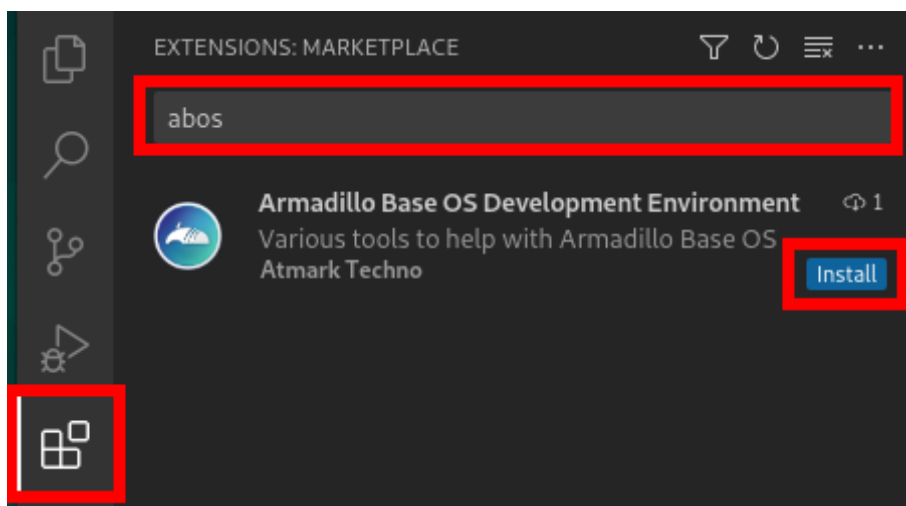 EXTENSIONS: MARKETPLACE
abos
Armadillo Base OS Development Environment 1
Various tools to help with Armadillo Base OS
Atmark Techno
Install